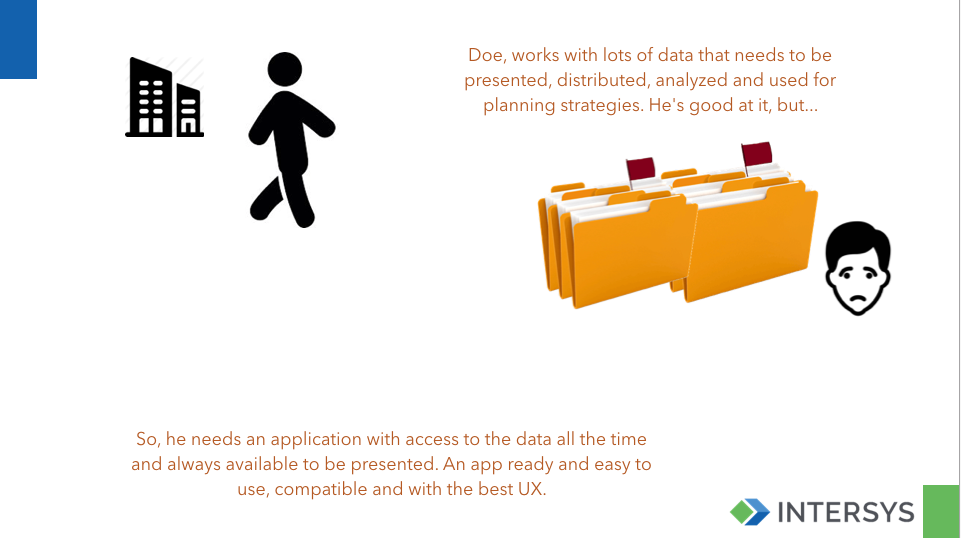 Doe, works with lots of data that needs to be
presented, distributed, analyzed and used for
planning strategies. He's good at it, but...
So, he needs an application with access to the data all the time
and always available to be presented. An app ready and easy to
use, compatible and with the best UX.
INTERSYS